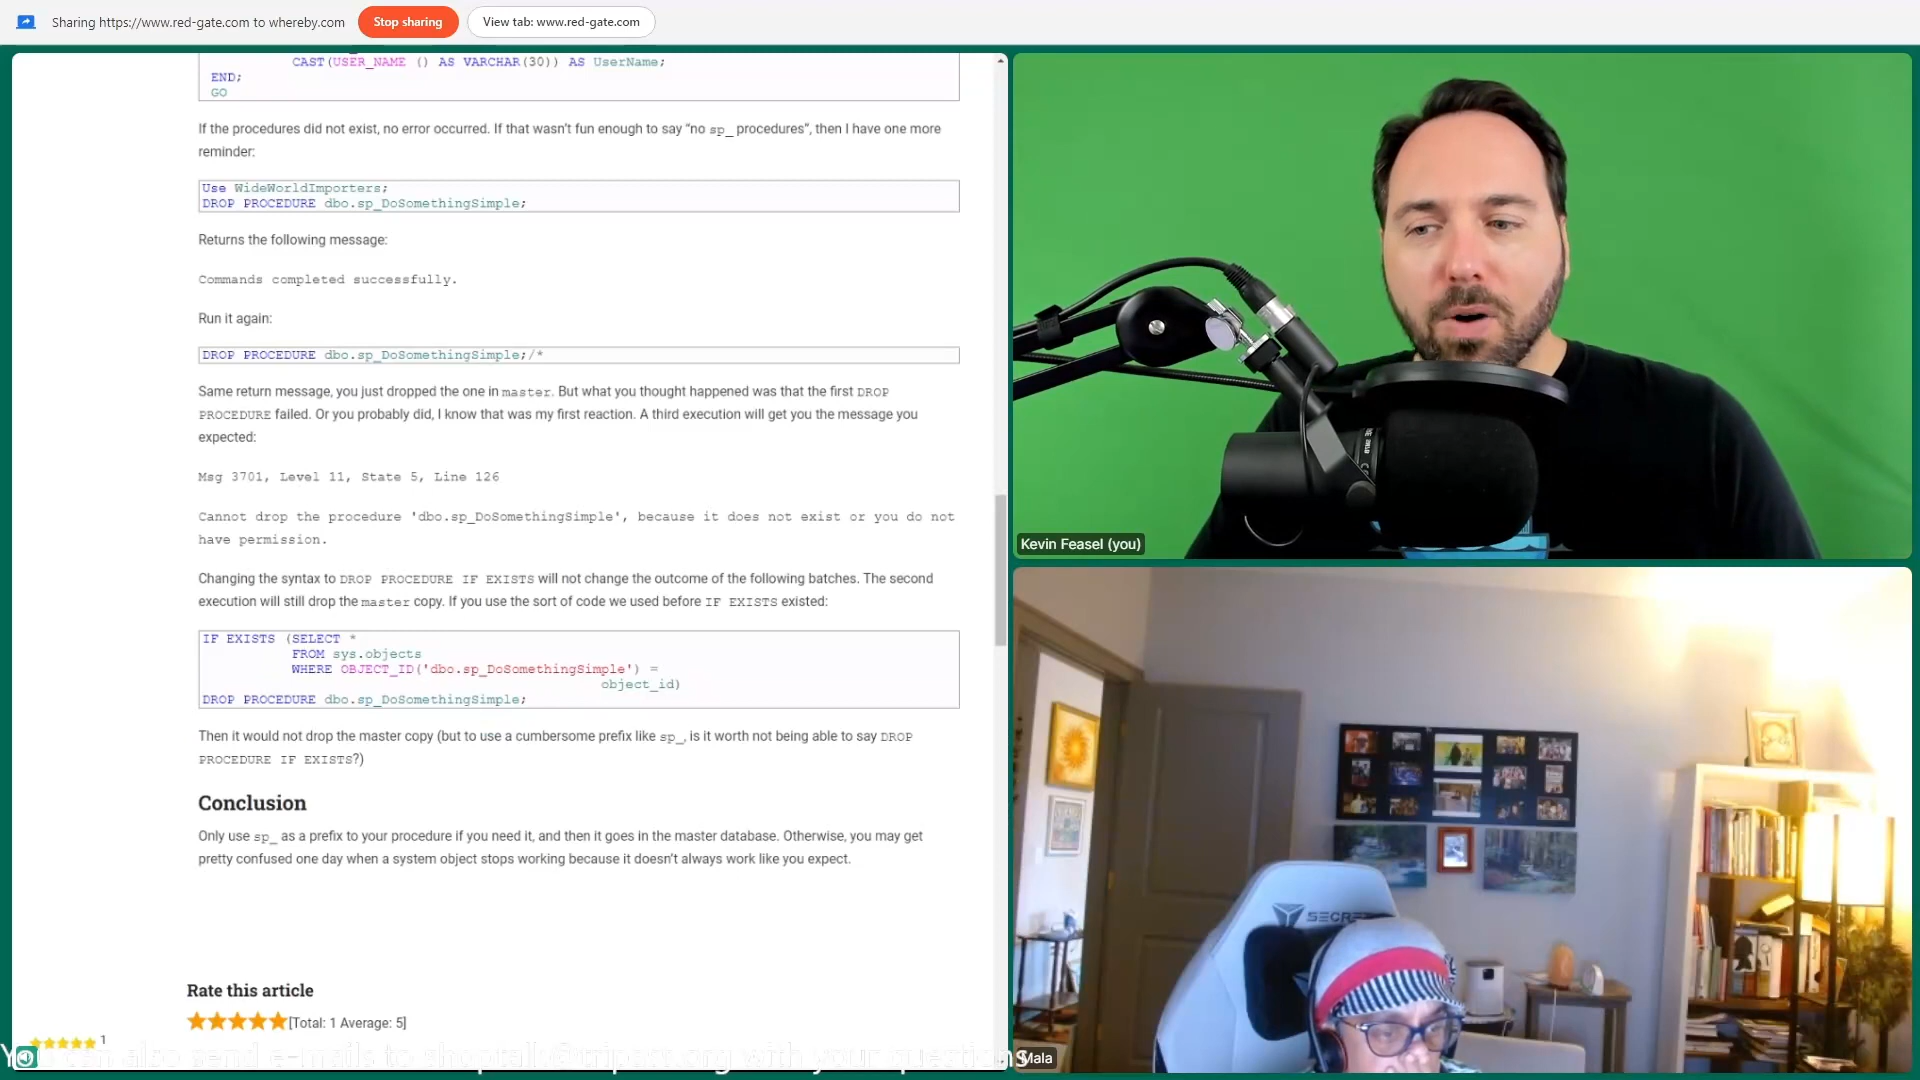 Sharing https://www.red-gate.com to whereby.com
Stop sharing
View tab: www.red-gate.com
CAST(USER_NAME () AS VARCHAR(30)) AS UserName;
END;
GO
If the procedures did not exist, no error occurred. If that wasn't fun enough to say “no sp_ procedures”, then I have one more
reminder:
Use WideWorldImporters;
DROP PROCEDURE dbo.sp_DoSomethingSimple;
Returns the following message:
Commands completed successfully.
Run it again:
DROP PROCEDURE dbo.sp_DoSomethingSimple;/*
Same return message, you just dropped the one in master. But what you thought happened was that the first DROP
PROCEDURE failed. Or you probably did, I know that was my first reaction. A third execution will get you the message you
expected:
Msg 3701, Level 11, State 5, Line 126
Cannot drop the procedure 'dbo.sp_DoSomethingSimple', because it does not exist or you do not
have permission.
Changing the syntax to DROP PROCEDURE IF EXISTS will not change the outcome of the following batches. The second
execution will still drop the master copy. If you use the sort of code we used before IF EXISTS existed:
IF EXISTS (SELECT *
FROM sys.objects
WHERE OBJECT_ID('dbo.sp_DoSomethingSimple') =
object_id)
DROP PROCEDURE dbo.sp_DoSomethingSimple;
Then it would not drop the master copy (but to use a cumbersome prefix like sp_, is it worth not being able to say DROP
PROCEDURE IF EXISTS?)
Conclusion
Only use sp_ as a prefix to your procedure if you need it, and then it goes in the master database. Otherwise, you may get
pretty confused one day when a system object stops working because it doesn't always work like you expect.
Rate this article
[Total: 1 Average: 5]
1
You can also send e-mails to shoptalk@tripass.org with your questions
Kevin Feasel (you)
SECRE
Mala